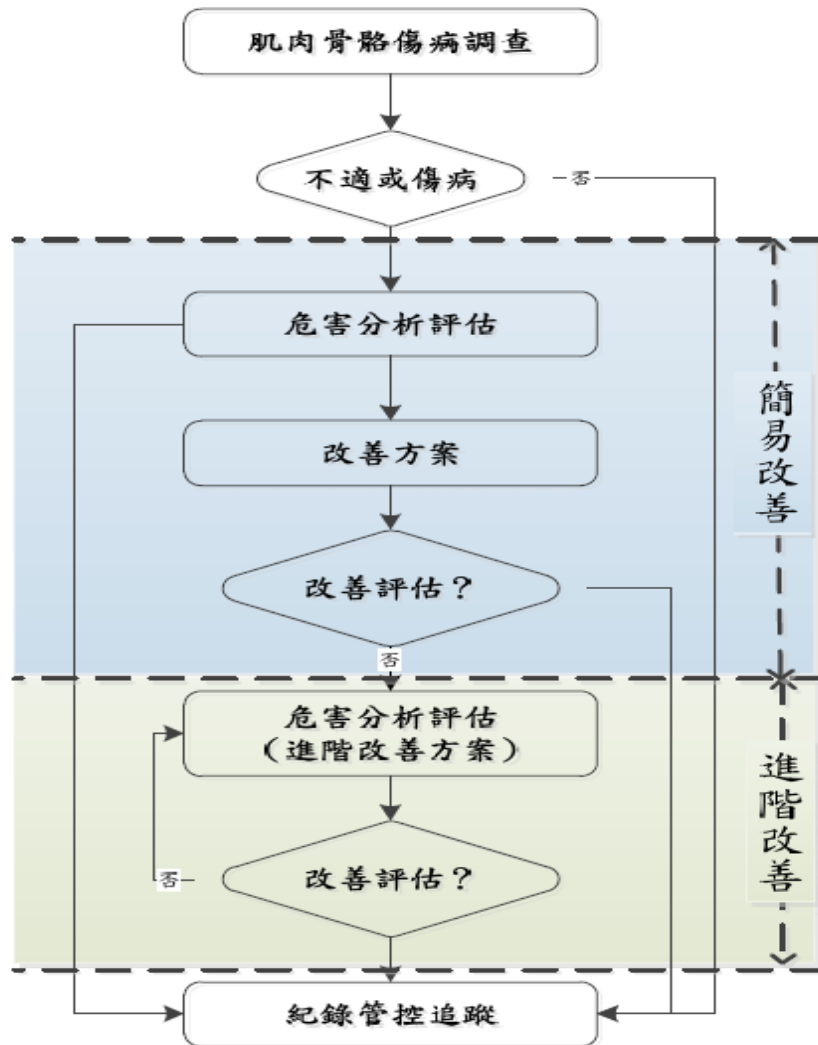 肌肉骨骼傷病調查
不適或傷病
否
危害分析評估
改善方案
簡易改善
改善評估？
否
危害分析評估
（進階改善方案）
進階改善
改善評估？
否
紀錄管控追蹤